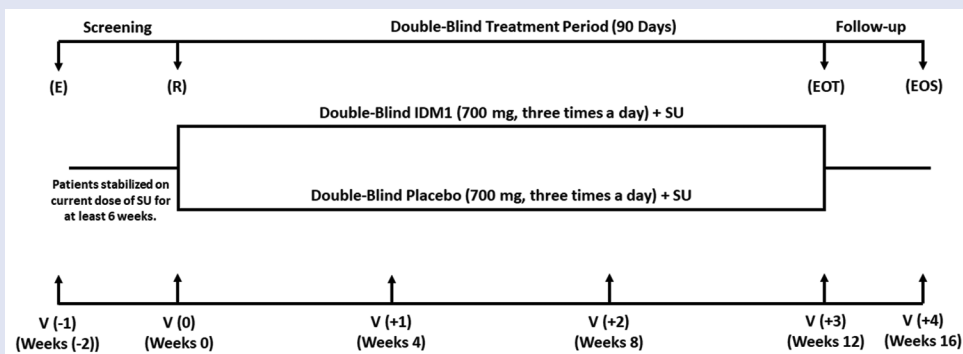 Screening
Double-Blind Treatment Period (90 Days)
Follow-up
(E)
(R)
(EOT)
(EOS)
Double-Blind IDM1 (700 mg, three times a day) + SU
Patients stabilized on
current dose of SU for
at least 6 weeks.
Double-Blind Placebo (700 mg, three times a day) + SU
V (-1)
(Weeks (-2))
V (0)
(Weeks 0)
V (+1)
(Weeks 4)
V (+2)
(Weeks 8)
V (+3)
(Weeks 12)
V (+4)
(Weeks 16)